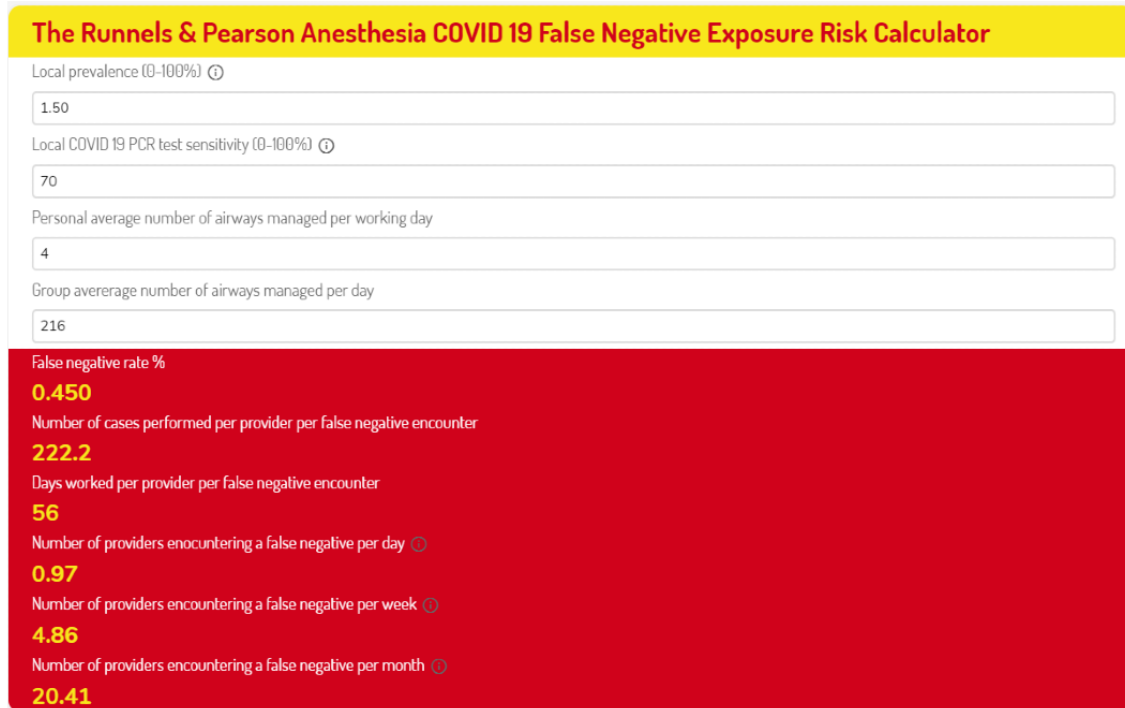 The Runnels & Pearson Anesthesia COVID 19 False Negative Exposure Risk Calculator
Local prevalence (0-100%)
1.50
Local COVID 19 PCR test sensitivity (0-100%)
70
Personal average number of airways managed per working day
4
Group avererage number of airways managed per day
216
False negative rate %
0.450
Number of cases performed per provider per false negative encounter
222.2
Days worked per provider per false negative encounter
56
Number of providers enocuntering a false negative per day
0.97
Number of providers encountering a false negative per week
4.86
Number of providers encountering a false negative per month
20.41